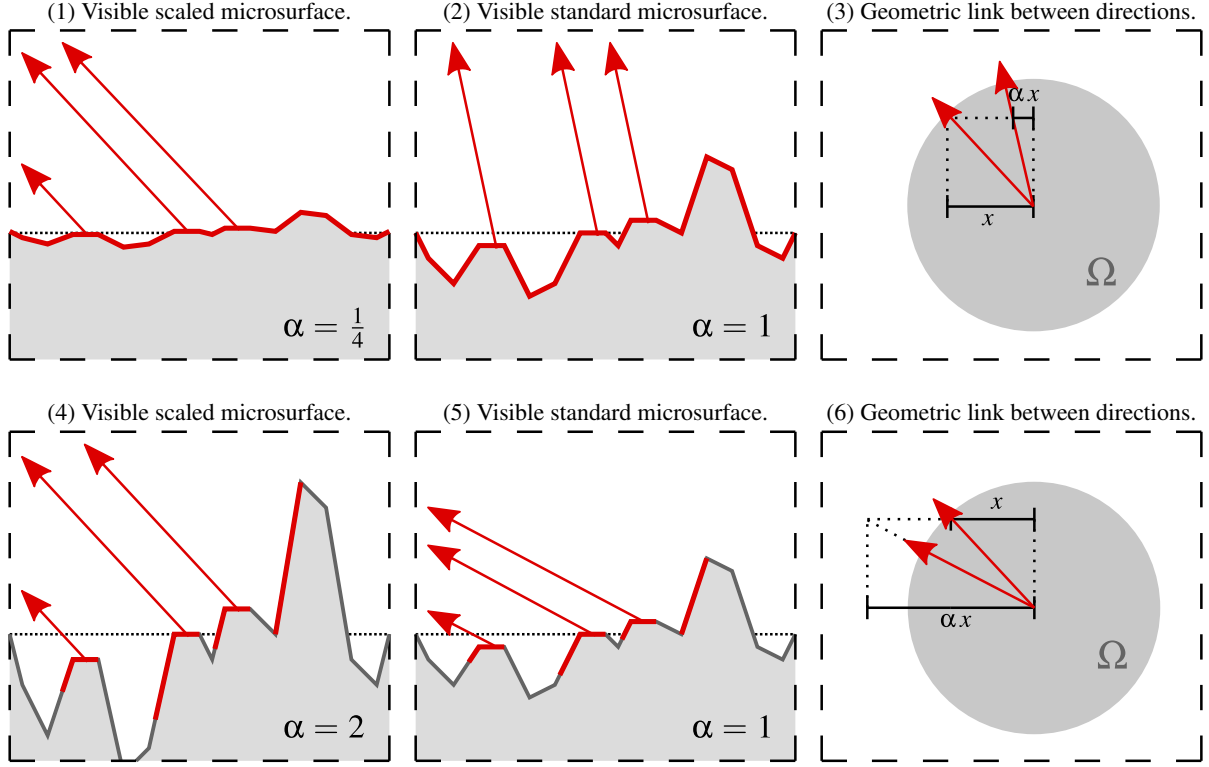 (1) Visible scaled microsurface.
(2) Visible standard microsurface.
(3) Geometric link between directions.
α x
x
Ω
α = 1/4
α = 1
(4) Visible scaled microsurface.
(5) Visible standard microsurface.
(6) Geometric link between directions.
x
α x
Ω
α = 2
α = 1